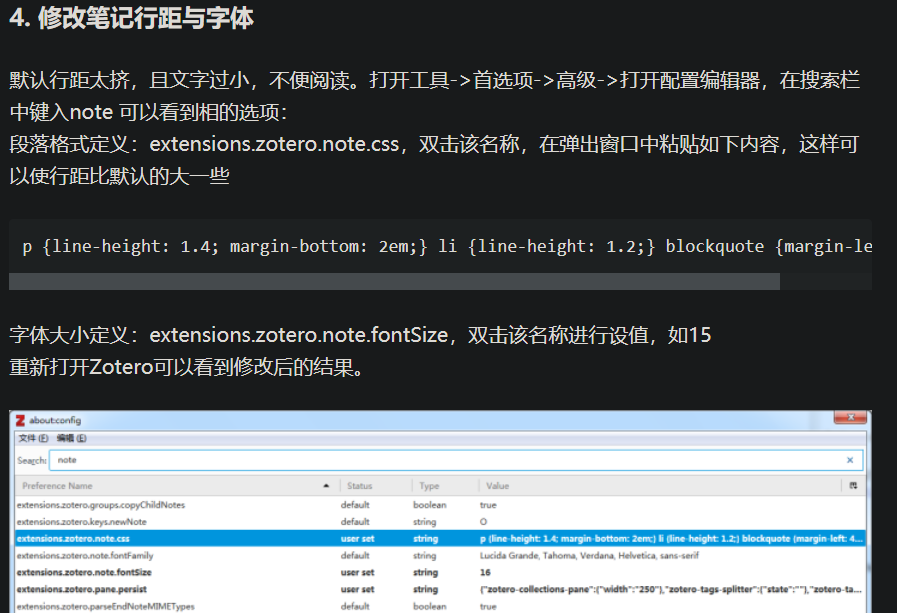 4. 修改笔记行距与字体
默认行距太挤，且文字过小，不便阅读。打开工具->首选项->高级->打开配置编辑器，在搜索栏
中键入note 可以看到相的选项：
段落格式定义：extensions.zotero.note.css，双击该名称，在弹出窗口中粘贴如下内容，这样可
以使行距比默认的大一些
p {line-height: 1.4; margin-bottom: 2em;} li {line-height: 1.2;} blockquote {margin-le
字体大小定义：extensions.zotero.note.fontSize，双击该名称进行设值，如15
重新打开Zotero可以看到修改后的结果。
Z about:config
文件(F) 编辑(E)
Search: note
Preference Name Status Type Value
extensions.zotero.groups.copyChildNotes default boolean true
extensions.zotero.keys.newNote default string O
extensions.zotero.note.css user set string p {line-height: 1.4; margin-bottom: 2em;} li {line-height: 1.2;} blockquote {margin-left: 4...
extensions.zotero.note.fontFamily default string Lucida Grande, Tahoma, Verdana, Helvetica, sans-serif
extensions.zotero.note.fontSize user set string 16
extensions.zotero.pane.persist user set string {"zotero-collections-pane":{"width":"250"},"zotero-tags-splitter":{"state":""},"zotero-ta...
extensions.zotero.parseEndNoteMIMETypes default boolean true